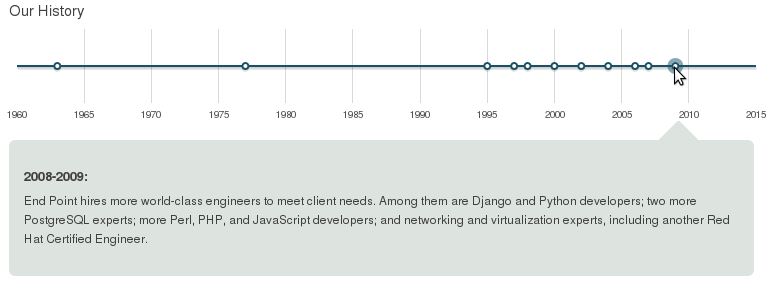 Our History
1960 1965 1970 1975 1980 1985 1990 1995 2000 2005 2010 2015
2008-2009:
End Point hires more world-class engineers to meet client needs. Among them are Django and Python developers; two more
PostgreSQL experts; more Perl, PHP, and JavaScript developers; and networking and virtualization experts, including another Red
Hat Certified Engineer.